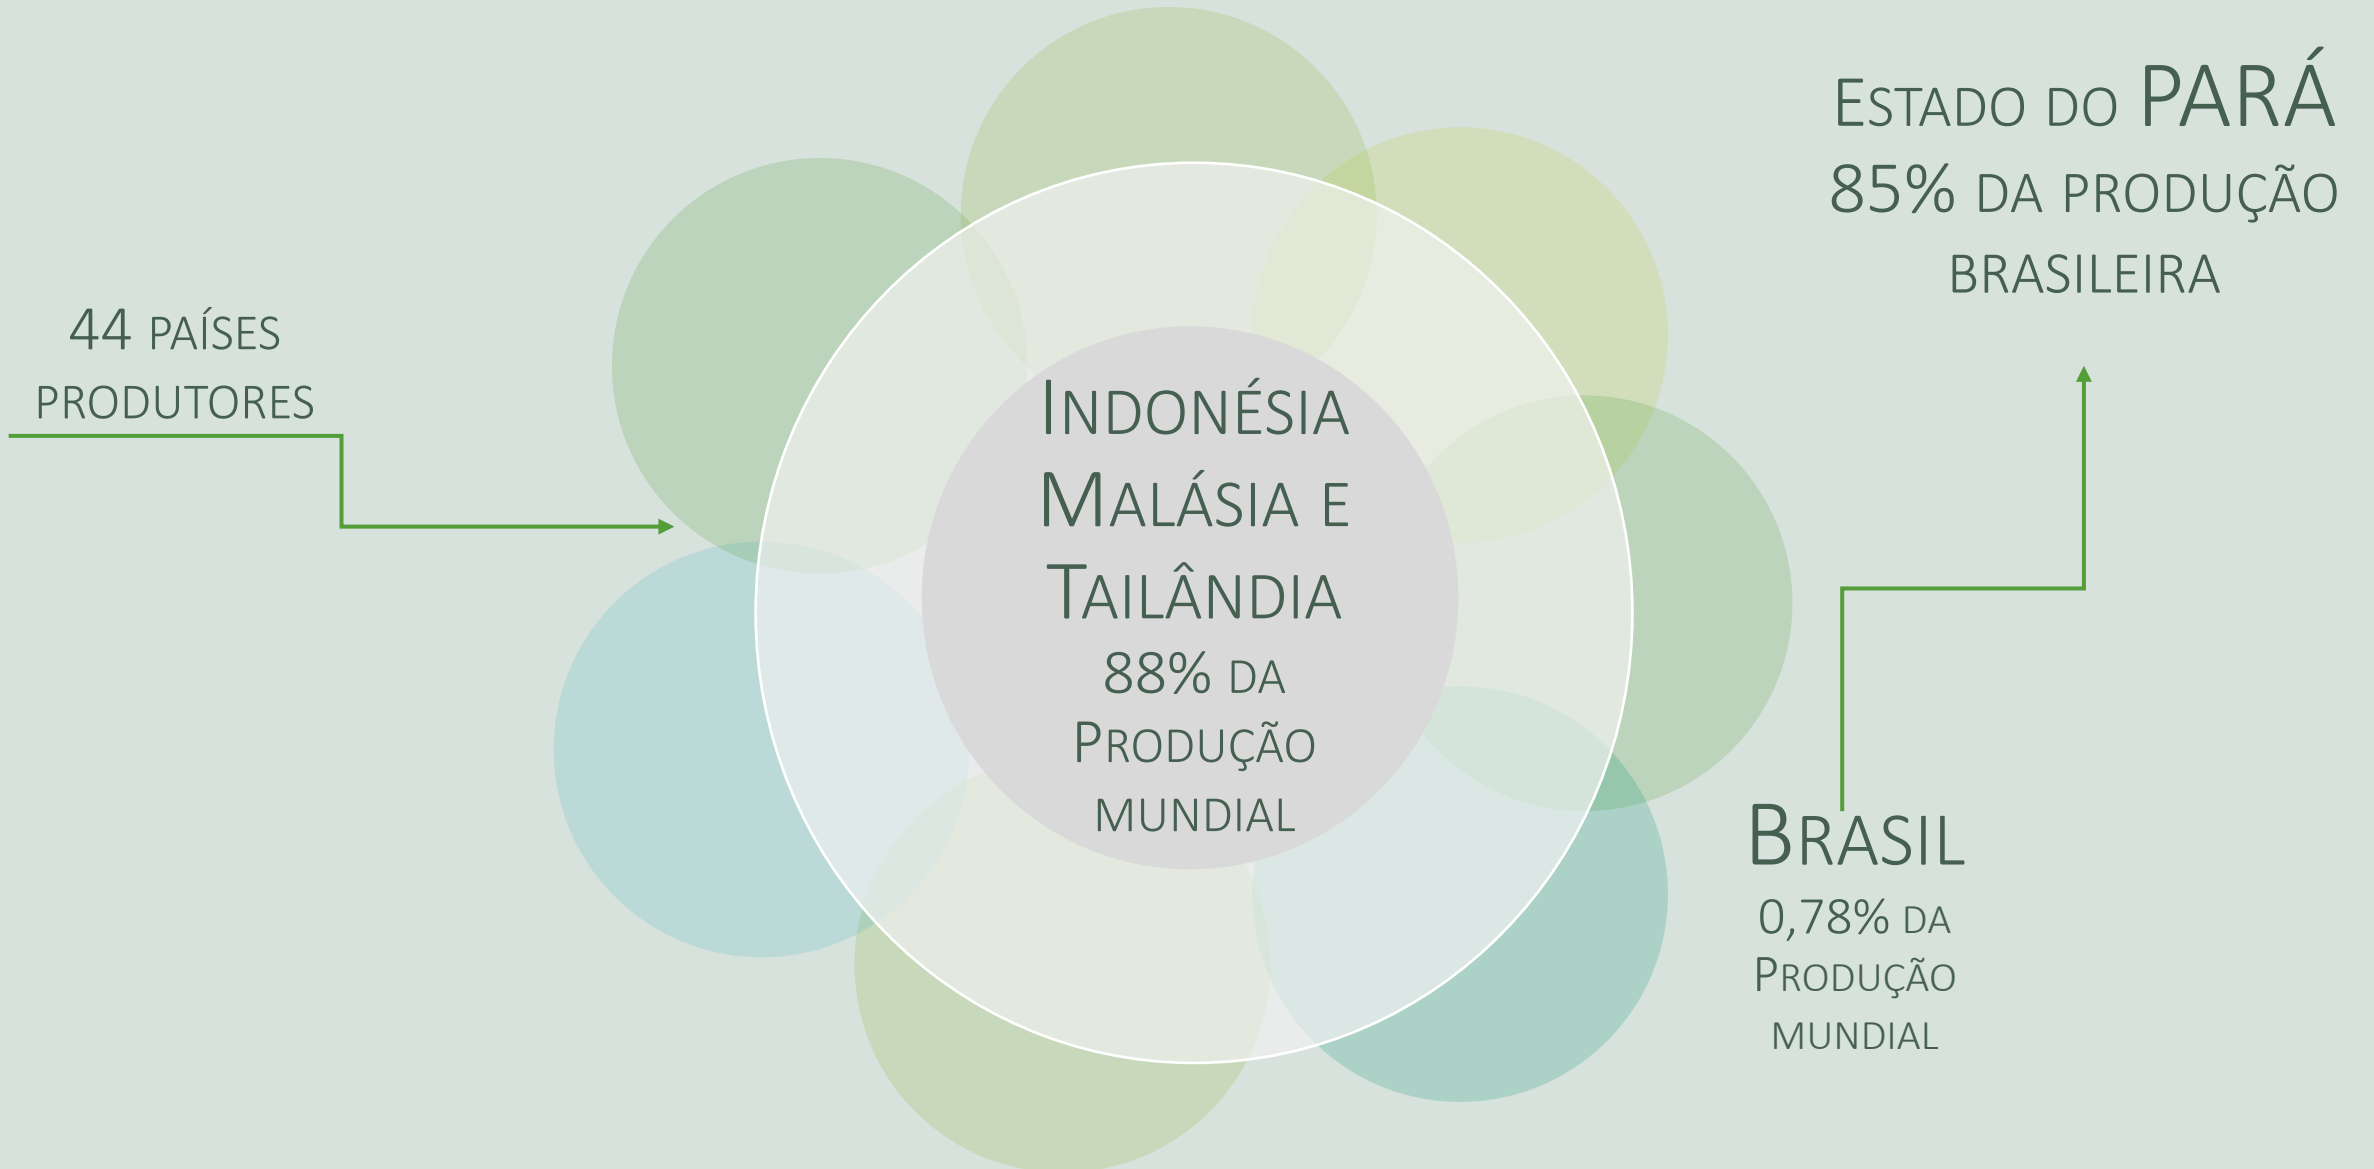 44 PAÍSES
PRODUTORES
INDONÉSIA
MALÁSIA E
TAILÂNDIA
88% DA
PRODUÇÃO
MUNDIAL
ESTADO DO PARÁ
85% DA PRODUÇÃO
BRASILEIRA
BRASIL
0,78% DA
PRODUÇÃO
MUNDIAL